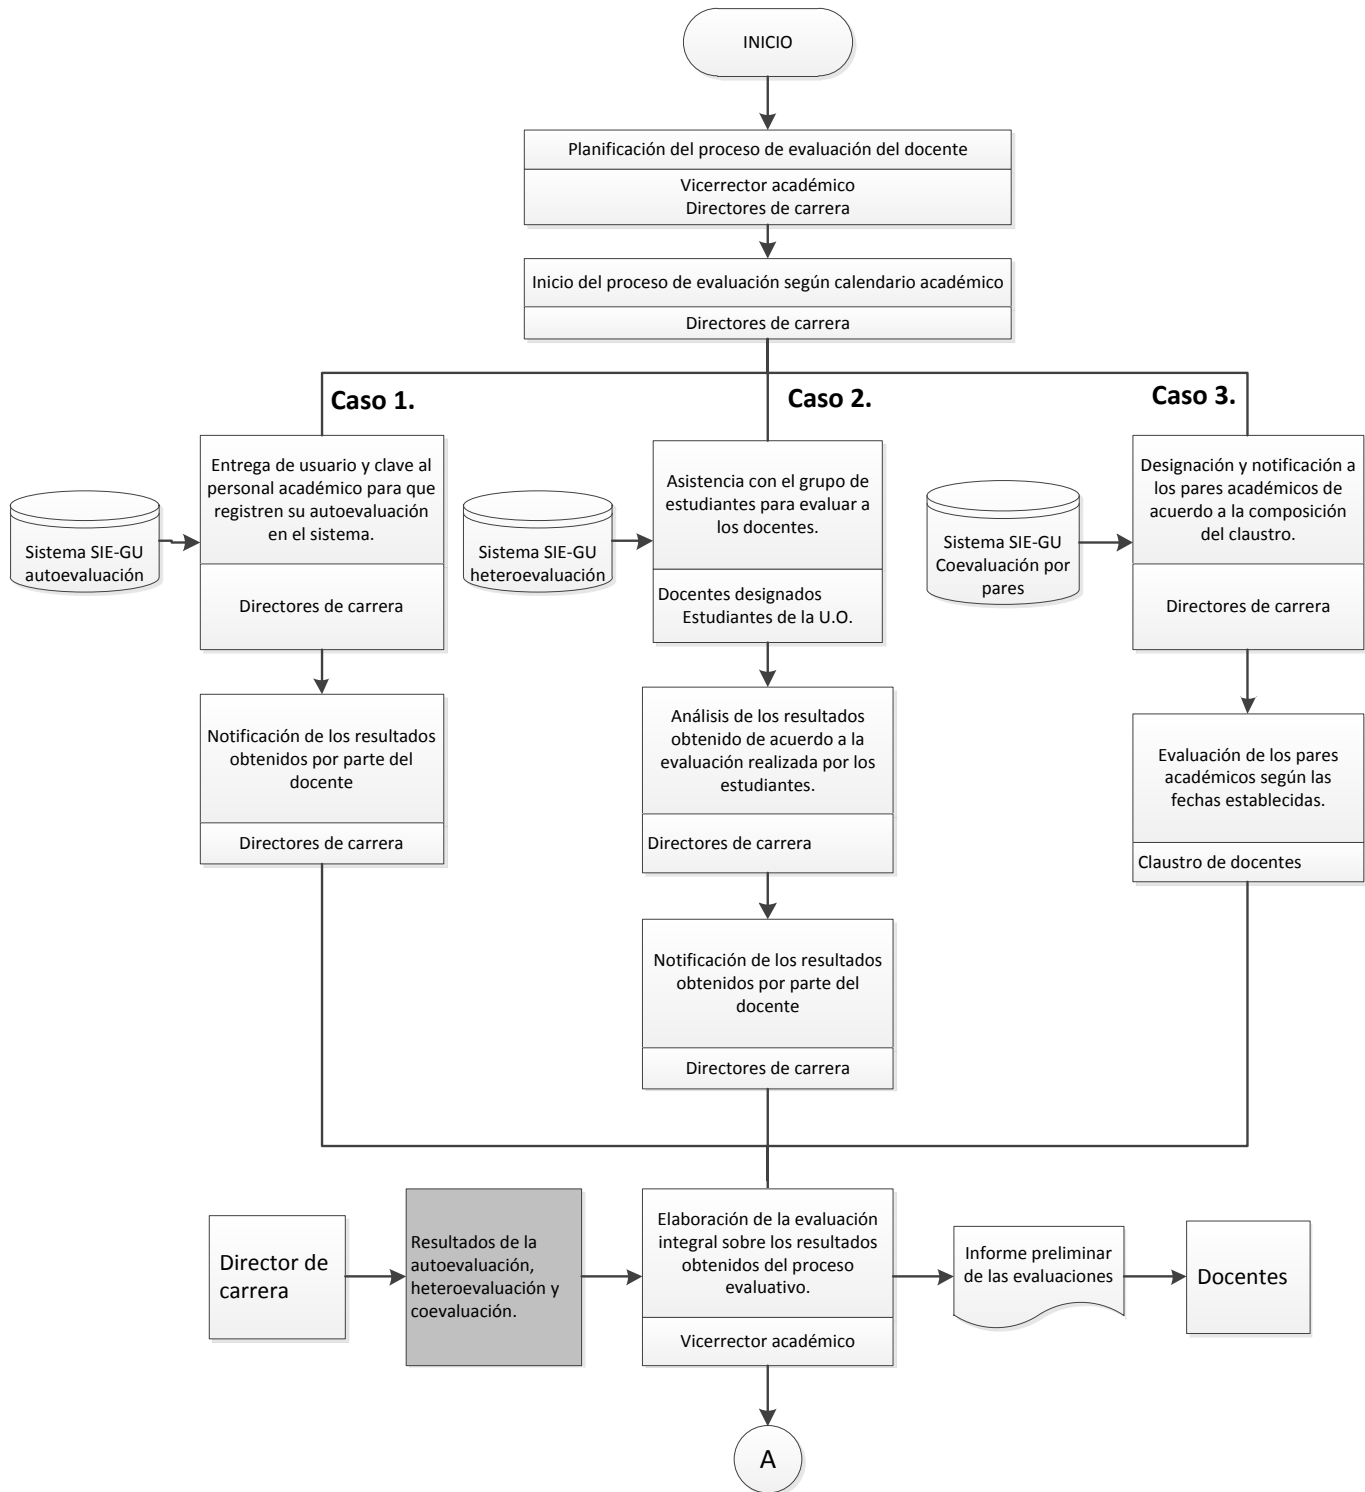 INICIO
Planificación del proceso de evaluación del docente
Vicerrector académico
Directores de carrera
Inicio del proceso de evaluación según calendario académico
Directores de carrera
Caso 1.
Caso 2.
Caso 3.
Sistema SIE-GU
autoevaluación
Entrega de usuario y clave al
personal académico para que
registren su autoevaluación
en el sistema.
Directores de carrera
Notificación de los resultados
obtenidos por parte del
docente
Directores de carrera
Sistema SIE-GU
heteroevaluación
Asistencia con el grupo de
estudiantes para evaluar a
los docentes.
Docentes designados
Estudiantes de la U.O.
Análisis de los resultados
obtenido de acuerdo a la
evaluación realizada por los
estudiantes.
Directores de carrera
Notificación de los resultados
obtenidos por parte del
docente
Directores de carrera
Sistema SIE-GU
Coevaluación por
pares
Designación y notificación a
los pares académicos de
acuerdo a la composición
del claustro.
Directores de carrera
Evaluación de los pares
académicos según las
fechas establecidas.
Claustro de docentes
Director de
carrera
Resultados de la
autoevaluación,
heteroevaluación y
coevaluación.
Elaboración de la evaluación
integral sobre los resultados
obtenidos del proceso
evaluativo.
Vicerrector académico
Informe preliminar
de las evaluaciones
Docentes
A